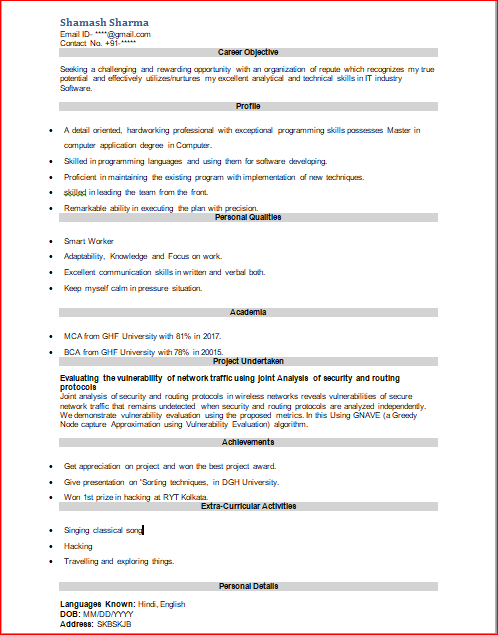 Shamash Sharma
Email ID- ****@gmail.com
Contact No. +91-*****
Career Objective
Seeking a challenging and rewarding opportunity with an organization of repute which recognizes my true
potential and effectively utilizes/nurtures my excellent analytical and technical skills in IT industry
Software.
Profile
• A detail oriented, hardworking professional with exceptional programming skills possesses Master in
computer application degree in Computer.
• Skilled in programming languages and using them for software developing.
• Proficient in maintaining the existing program with implementation of new techniques.
• skilled in leading the team from the front.
• Remarkable ability in executing the plan with precision.
Personal Qualities
• Smart Worker
• Adaptability, Knowledge and Focus on work.
• Excellent communication skills in written and verbal both.
• Keep myself calm in pressure situation.
Academia
• MCA from GHF University with 81% in 2017.
• BCA from GHF University with 78% in 20015.
Project Undertaken
Evaluating the vulnerability of network traffic using joint Analysis of security and routing
protocols
Joint analysis of security and routing protocols in wireless networks reveals vulnerabilities of secure
network traffic that remains undetected when security and routing protocols are analyzed independently.
We demonstrate vulnerability evaluation using the proposed metrics. In this Using GNAVE (a Greedy
Node capture Approximation using Vulnerability Evaluation) algorithm.
Achievements
• Get appreciation on project and won the best project award.
• Give presentation on 'Sorting techniques, in DGH University.
• Won 1st prize in hacking at RYT Kolkata.
Extra-Curricular Activities
• Singing classical song
• Hacking
• Travelling and exploring things.
Personal Details
Languages Known: Hindi, English
DOB: MM/DD/YYYY
Address: SKBSKJB